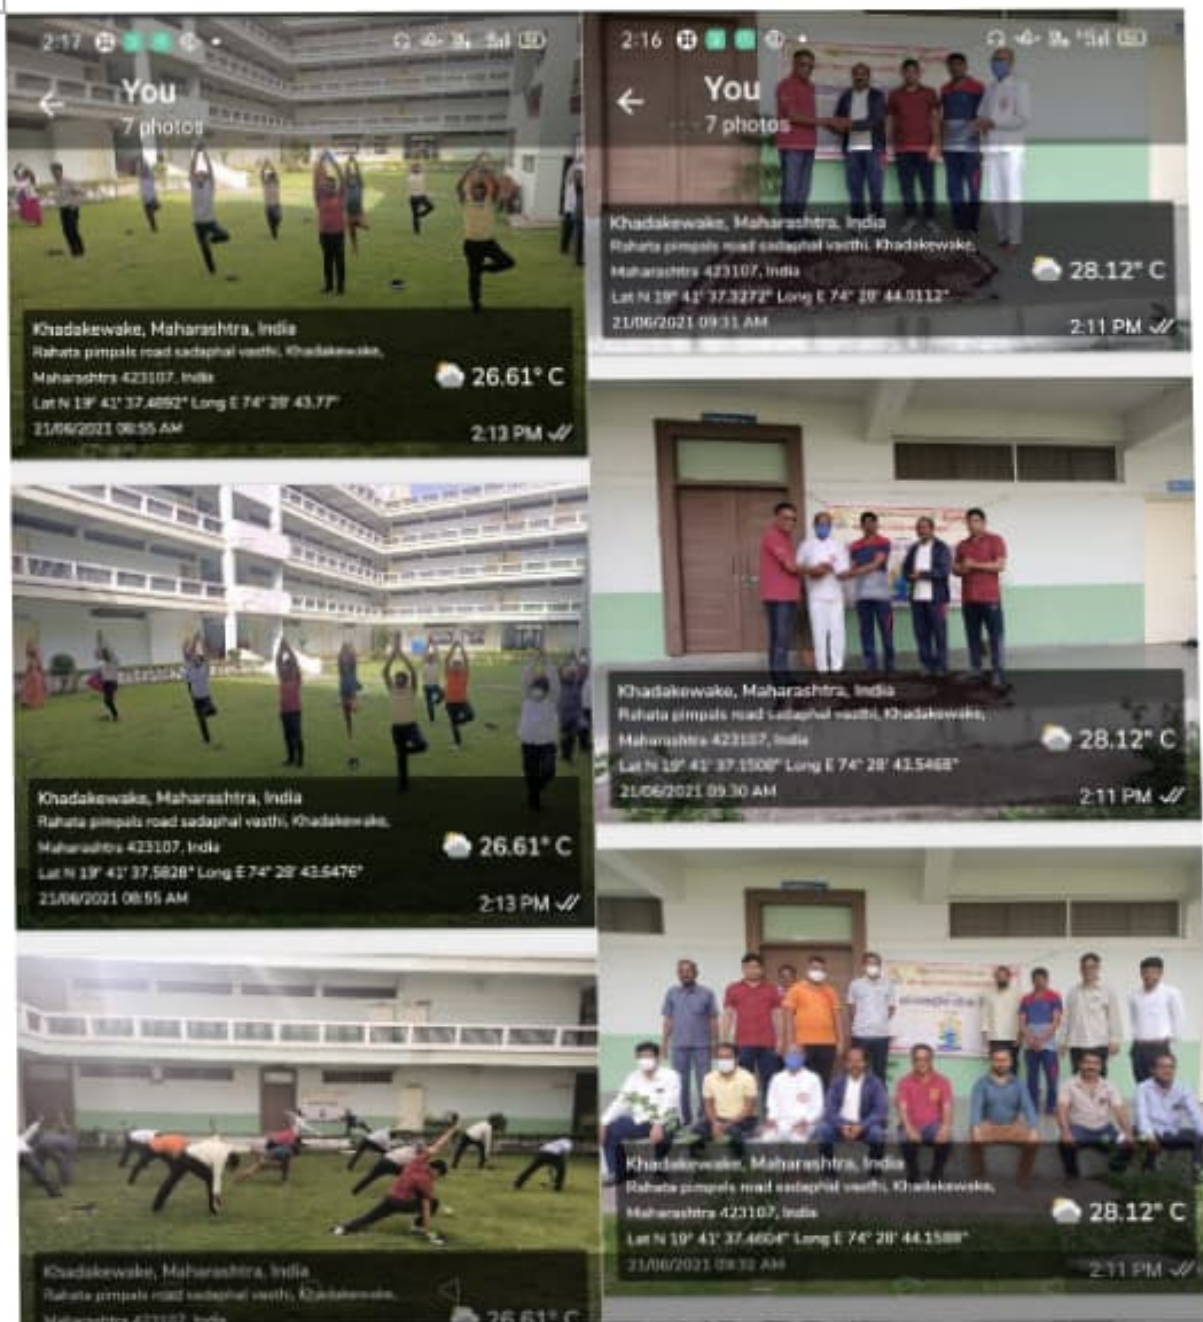 2:17
You
7 photos
Khadakewake, Maharashtra, India
Rahata pimpals road sadaphal vasthi, Khadakewake,
Maharashtra 423107, India
Lat N 19° 41' 37.4892" Long E 74° 28' 43.77"
21/06/2021 08:55 AM
26.61° C
2:13 PM
Khadakewake, Maharashtra, India
Rahata pimpals road sadaphal vasthi, Khadakewake,
Maharashtra 423107, India
Lat N 19° 41' 37.5828" Long E 74° 28' 43.6476"
21/06/2021 08:55 AM
26.61° C
2:13 PM
Khadakewake, Maharashtra, India
Rahata pimpals road sadaphal vasthi, Khadakewake,
Maharashtra 423107, India
26.61° C
2:16
You
7 photos
Khadakewake, Maharashtra, India
Rahata pimpals road sadaphal vasthi, Khadakewake,
Maharashtra 423107, India
Lat N 19° 41' 37.3272" Long E 74° 28' 44.0112"
21/06/2021 09:31 AM
28.12° C
2:11 PM
Khadakewake, Maharashtra, India
Rahata pimpals road sadaphal vasthi, Khadakewake,
Maharashtra 423107, India
Lat N 19° 41' 37.1508" Long E 74° 28' 43.5468"
21/06/2021 09:30 AM
28.12° C
2:11 PM
Khadakewake, Maharashtra, India
Rahata pimpals road sadaphal vasthi, Khadakewake,
Maharashtra 423107, India
Lat N 19° 41' 37.4604" Long E 74° 28' 44.1588"
21/06/2021 09:32 AM
28.12° C
2:11 PM